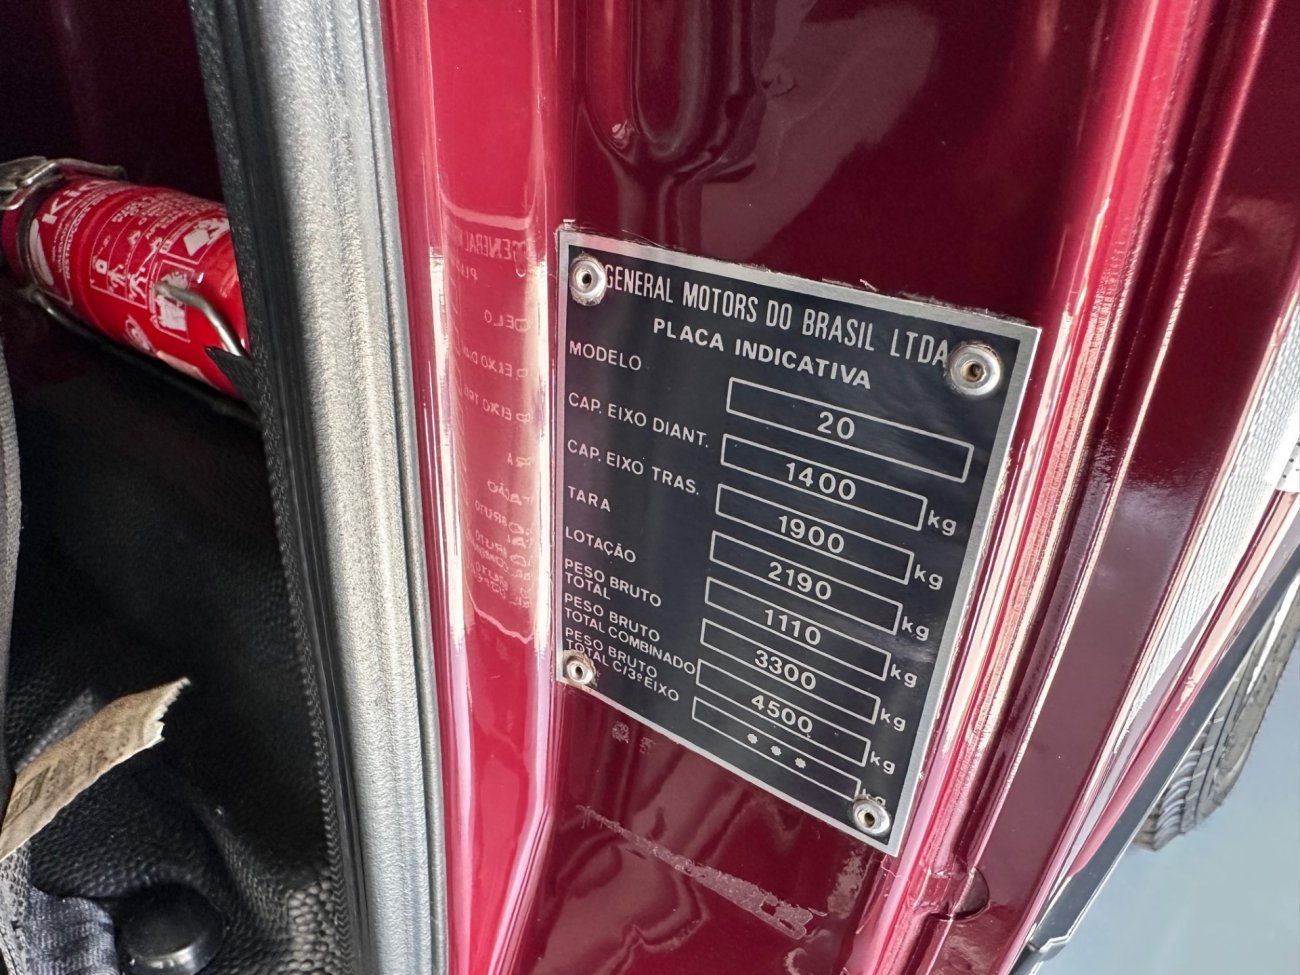 GENERAL MOTORS DO BRASIL LTDA
PLACA INDICATIVA
MODELO 20
CAP. EIXO DIANT. 1400 kg
CAP. EIXO TRAS. 1900 kg
TARA 2190 kg
LOTAÇÃO 1110 kg
PESO BRUTO
TOTAL 3300 kg
PESO BRUTO
TOTAL COMBINADO 4500 kg
PESO BRUTO
TOTAL C/3º EIXO *** kg